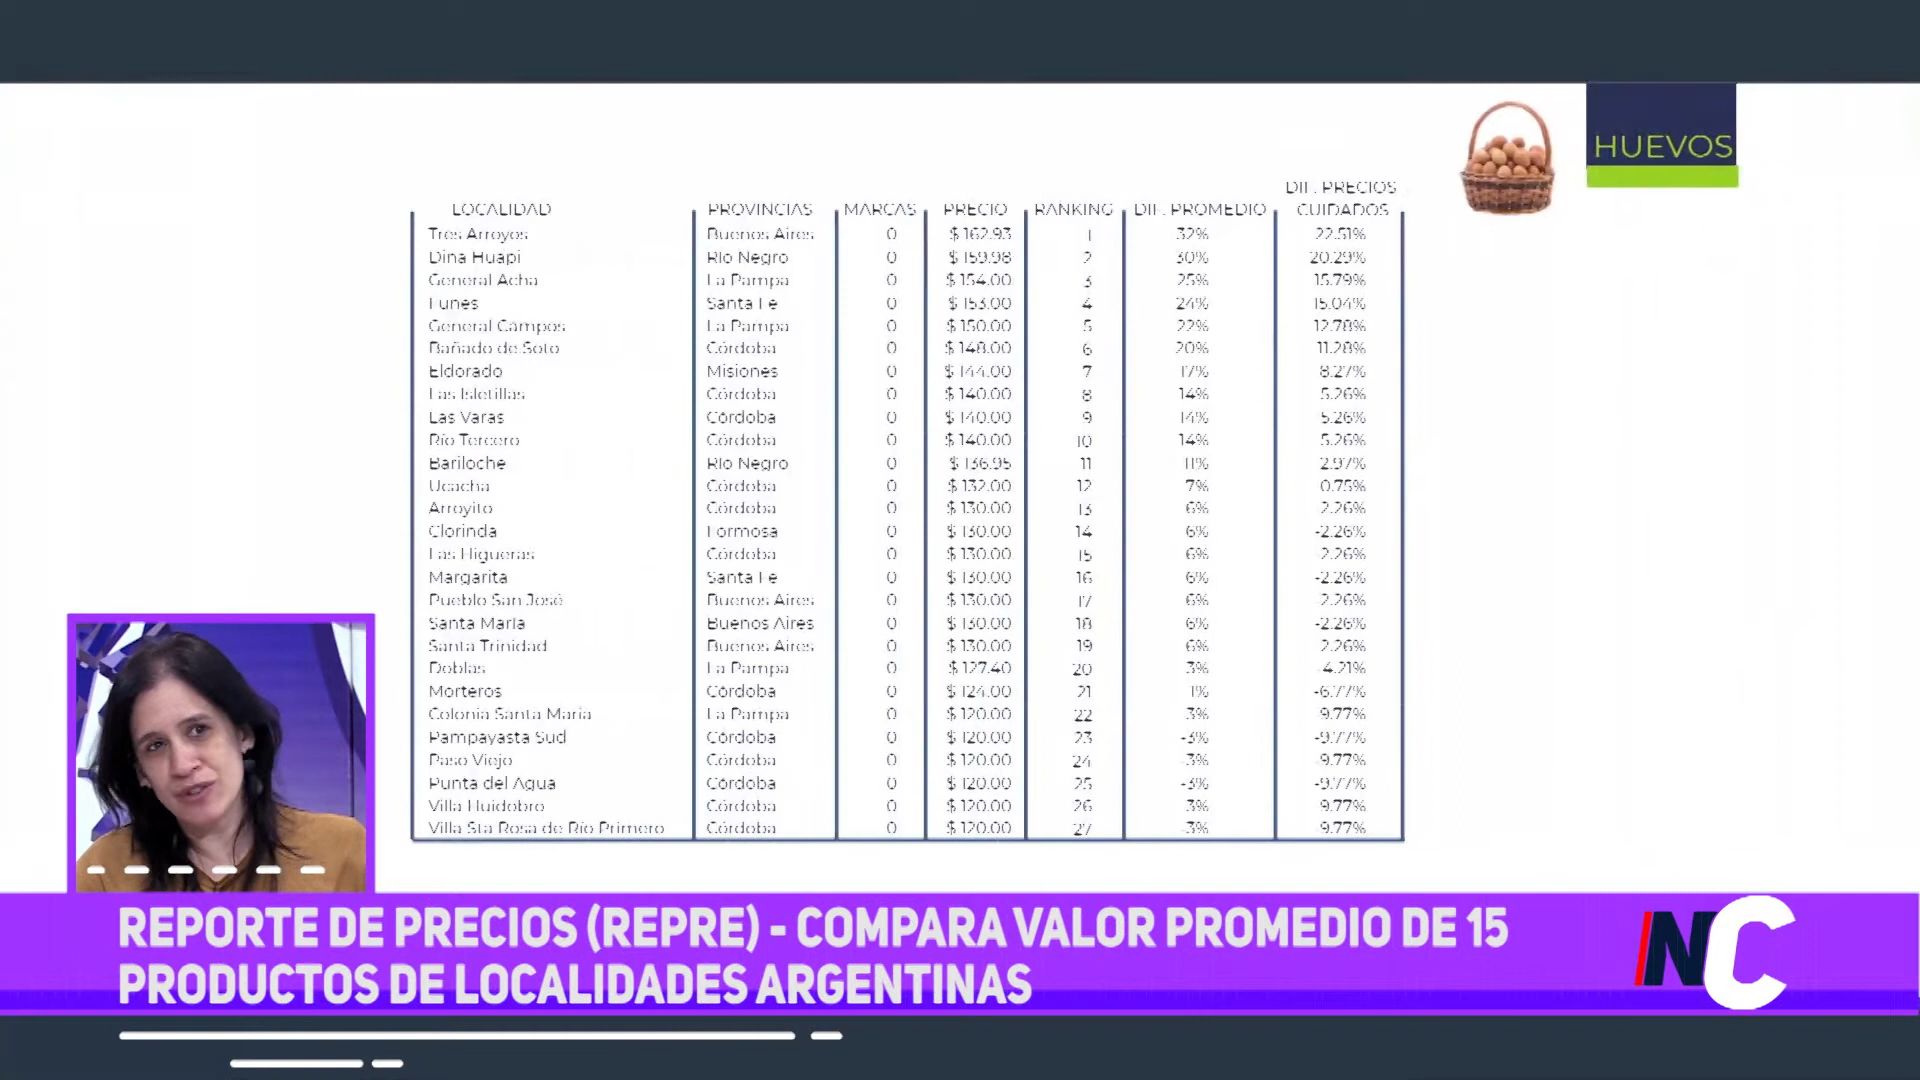 HUEVOS
DIF. PRECIOS
LOCALIDAD PROVINCIAS MARCAS PRECIO RANKING DIF. PROMEDIO CUIDADOS
Tres Arroyos Buenos Aires 0 $ 162.93 1 32% 22.51%
Dina Huapi Río Negro 0 $ 159.98 2 30% 20.29%
General Acha La Pampa 0 $ 154.00 3 25% 15.79%
Funes Santa Fe 0 $ 153.00 4 24% 15.04%
General Campos La Pampa 0 $ 150.00 5 22% 12.78%
Bañado de Soto Córdoba 0 $ 148.00 6 20% 11.28%
Eldorado Misiones 0 $ 144.00 7 17% 8.27%
Las Isletillas Córdoba 0 $ 140.00 8 14% 5.26%
Las Varas Córdoba 0 $ 140.00 9 14% 5.26%
Río Tercero Córdoba 0 $ 140.00 10 14% 5.26%
Bariloche Río Negro 0 $ 136.95 11 11% 2.97%
Ucacha Córdoba 0 $ 132.00 12 7% 0.75%
Arroyito Córdoba 0 $ 130.00 13 6% -2.26%
Clorinda Formosa 0 $ 130.00 14 6% -2.26%
Las Higueras Córdoba 0 $ 130.00 15 6% -2.26%
Margarita Santa Fe 0 $ 130.00 16 6% -2.26%
Pueblo San José Buenos Aires 0 $ 130.00 17 6% -2.26%
Santa María Buenos Aires 0 $ 130.00 18 6% -2.26%
Santa Trinidad Buenos Aires 0 $ 130.00 19 6% -2.26%
Doblas La Pampa 0 $ 127.40 20 3% -4.21%
Morteros Córdoba 0 $ 124.00 21 1% -6.77%
Colonia Santa María La Pampa 0 $ 120.00 22 -3% -9.77%
Pampayasta Sud Córdoba 0 $ 120.00 23 -3% -9.77%
Paso Viejo Córdoba 0 $ 120.00 24 -3% -9.77%
Punta del Agua Córdoba 0 $ 120.00 25 -3% -9.77%
Villa Huidobro Córdoba 0 $ 120.00 26 -3% -9.77%
Villa Sta Rosa de Río Primero Córdoba 0 $ 120.00 27 -3% -9.77%
REPORTE DE PRECIOS (REPRE) - COMPARA VALOR PROMEDIO DE 15
PRODUCTOS DE LOCALIDADES ARGENTINAS
NC